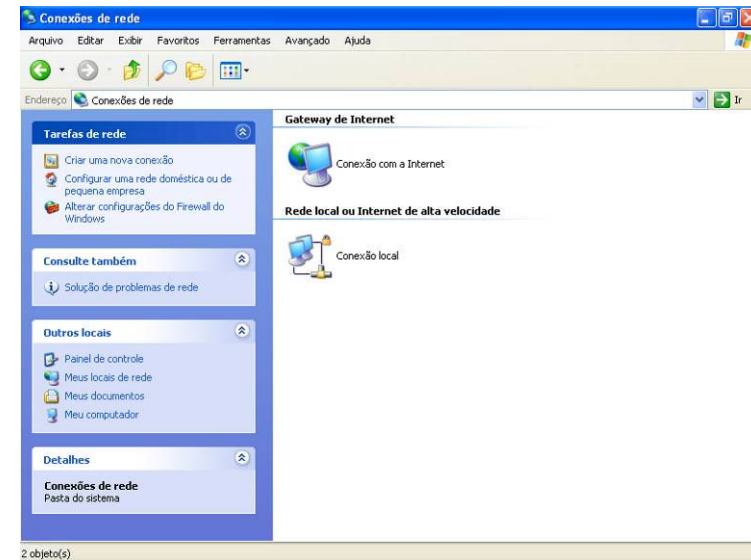 Conexões de rede
Arquivo Editar Exibir Favoritos Ferramentas Avançado Ajuda
Endereço Conexões de rede Ir
Tarefas de rede
Criar uma nova conexão
Configurar uma rede doméstica ou de
pequena empresa
Alterar configurações do Firewall do
Windows
Consulte também
Solução de problemas de rede
Outros locais
Painel de controle
Meus locais de rede
Meus documentos
Meu computador
Detalhes
Conexões de rede
Pasta do sistema
Gateway de Internet
Conexão com a Internet
Rede local ou Internet de alta velocidade
Conexão local
2 objeto(s)